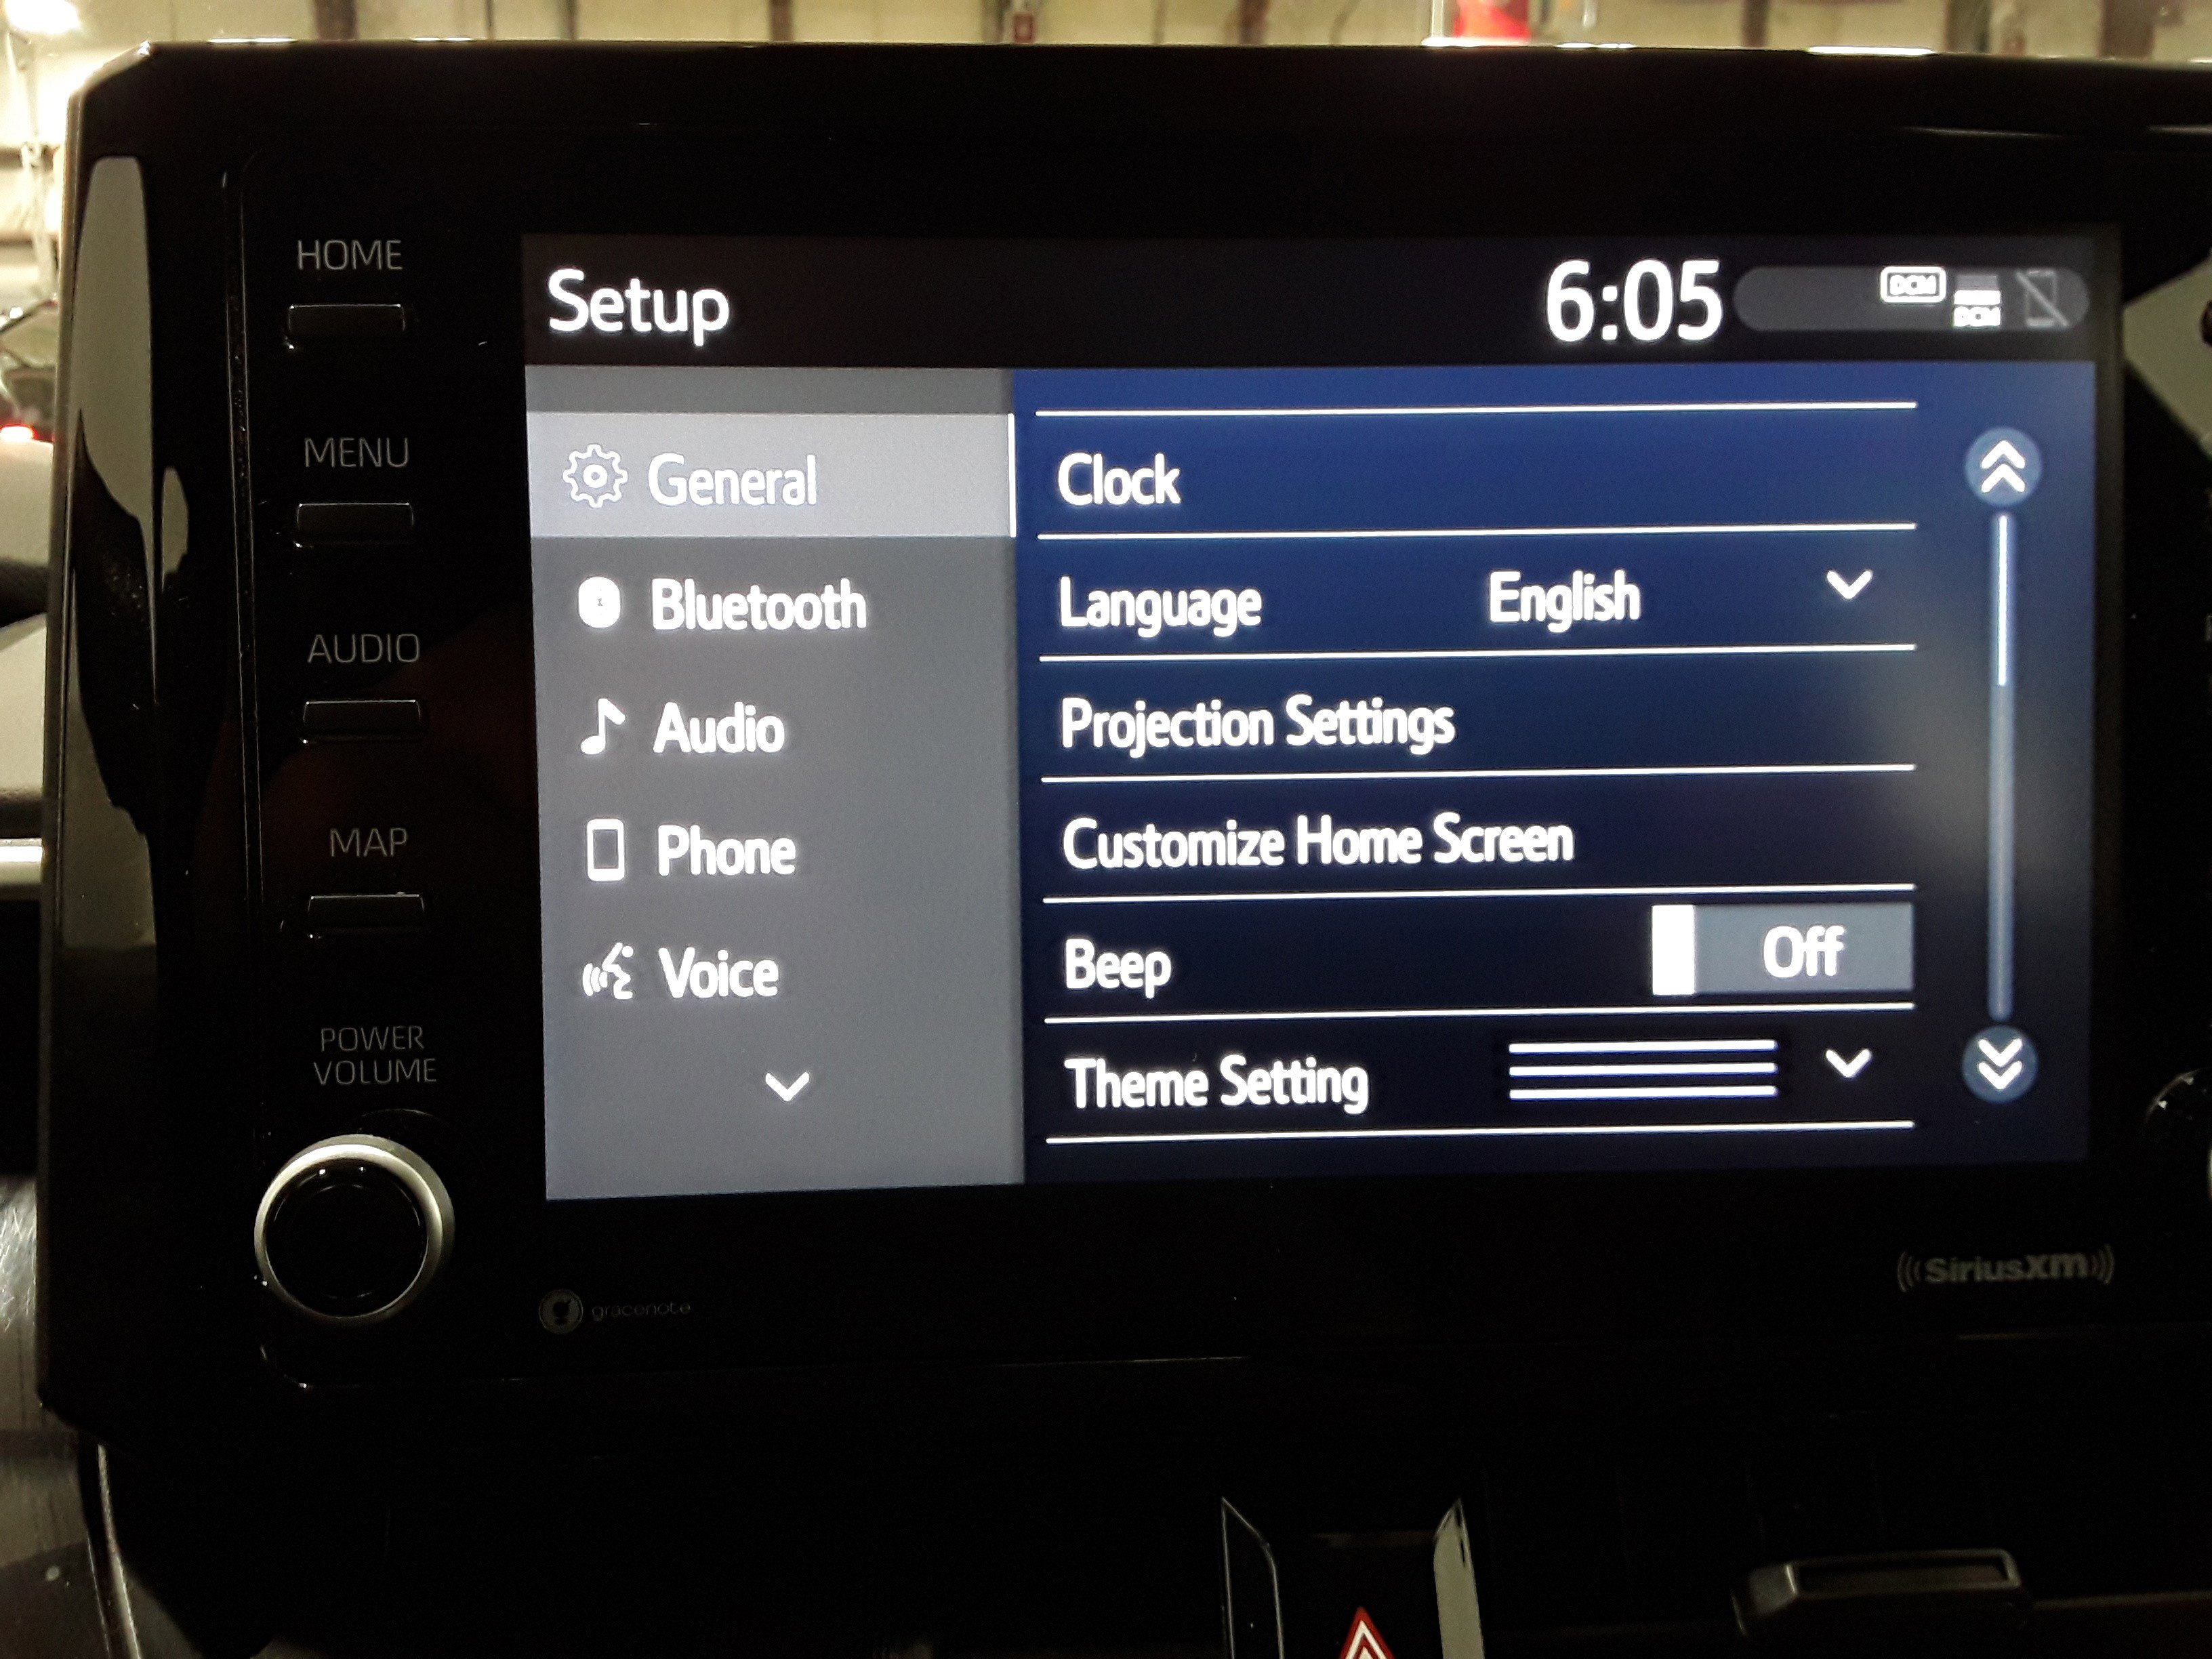 HOME
MENU
AUDIO
MAP
POWER
VOLUME
Setup
6:05
DCM
DCM
General
Bluetooth
Audio
Phone
Voice
Clock
Language English
Projection Settings
Customize Home Screen
Beep Off
Theme Setting
gracenote
SiriusXM